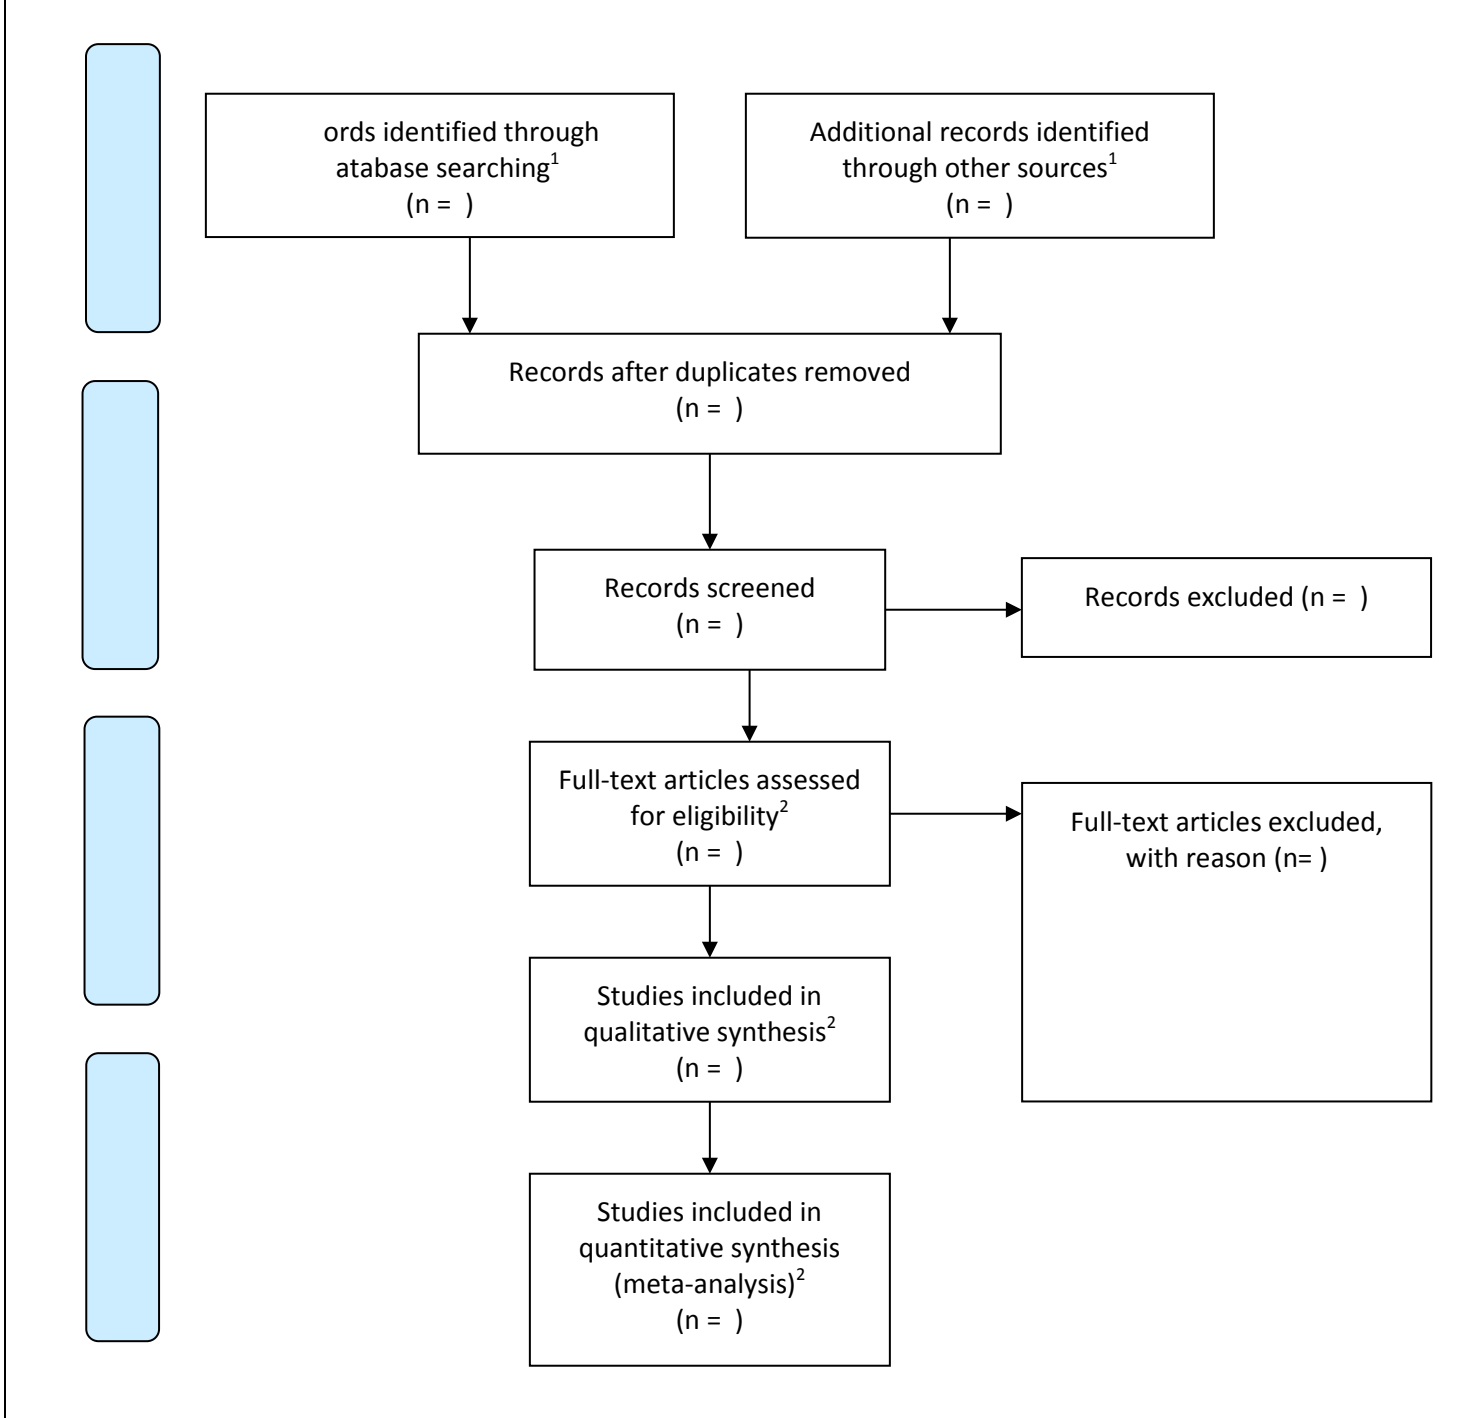 ords identified through
atabase searching¹
(n =  )
Additional records identified
through other sources¹
(n =  )
Records after duplicates removed
(n =  )
Records screened
(n =  )
Records excluded (n =  )
Full-text articles assessed
for eligibility²
(n =  )
Full-text articles excluded,
with reason (n= )
Studies included in
qualitative synthesis²
(n =  )
Studies included in
quantitative synthesis
(meta-analysis)²
(n =  )